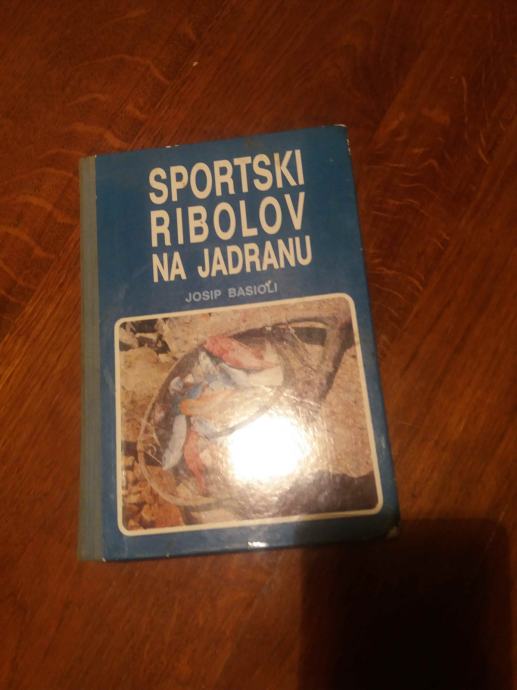 SPORTSKI
RIBOLOV
NA JADRANU
JOSIP BASIOLI